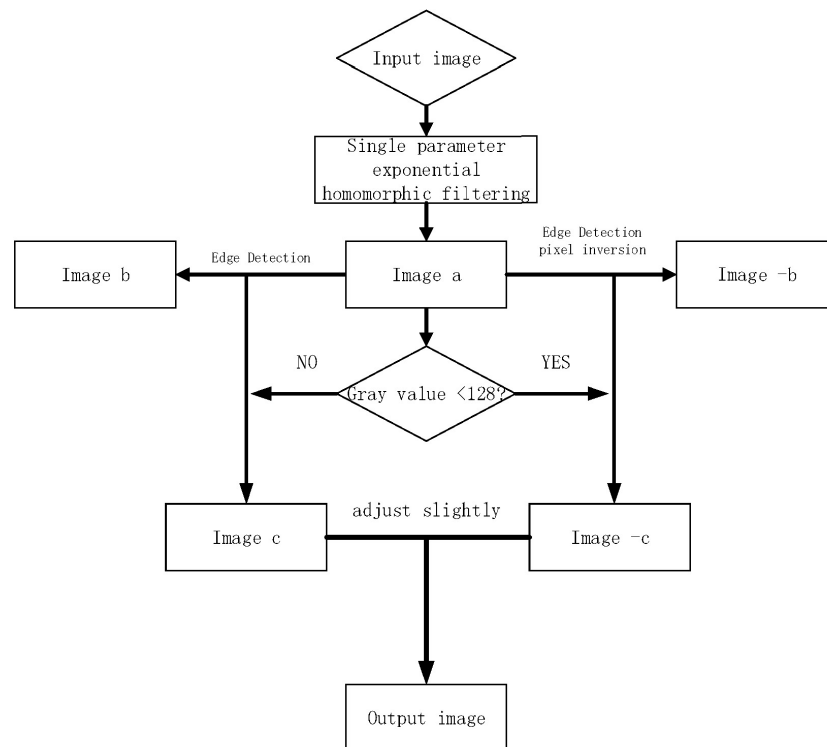 Input image
Single parameter
exponential
homomorphic filtering
Edge Detection
Edge Detection
pixel inversion
Image b
Image a
Image -b
NO
YES
Gray value <128?
adjust slightly
Image c
Image -c
Output image